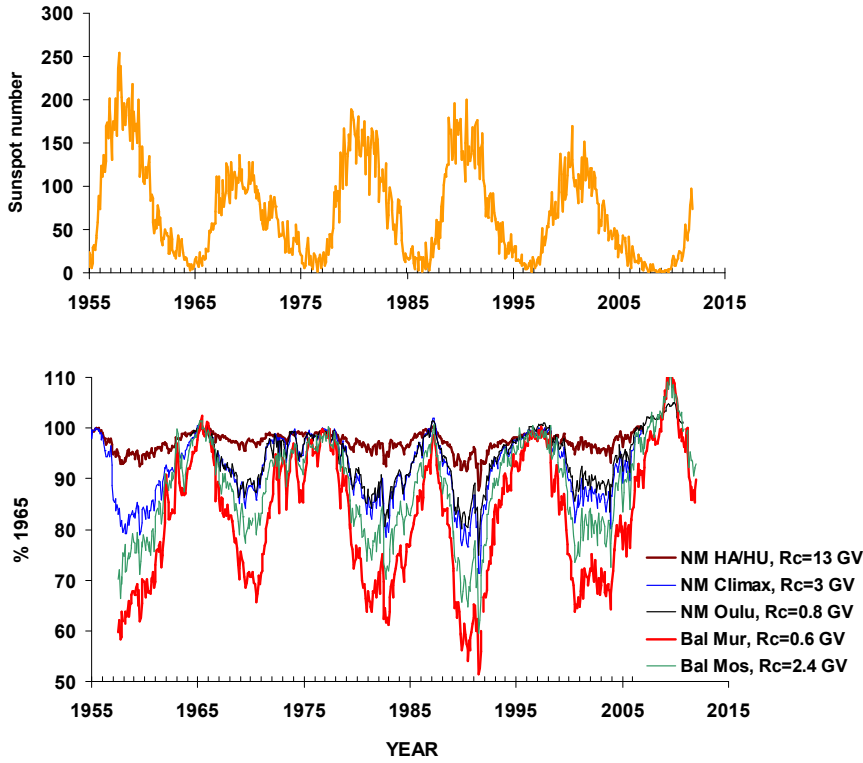 300
250
200
150
100
50
0
Sunspot number
1955 1965 1975 1985 1995 2005 2015
110
100
90
80
70
60
50
% 1965
NM HA/HU, Rc=13 GV
NM Climax, Rc=3 GV
NM Oulu, Rc=0.8 GV
Bal Mur, Rc=0.6 GV
Bal Mos, Rc=2.4 GV
1955 1965 1975 1985 1995 2005 2015
YEAR